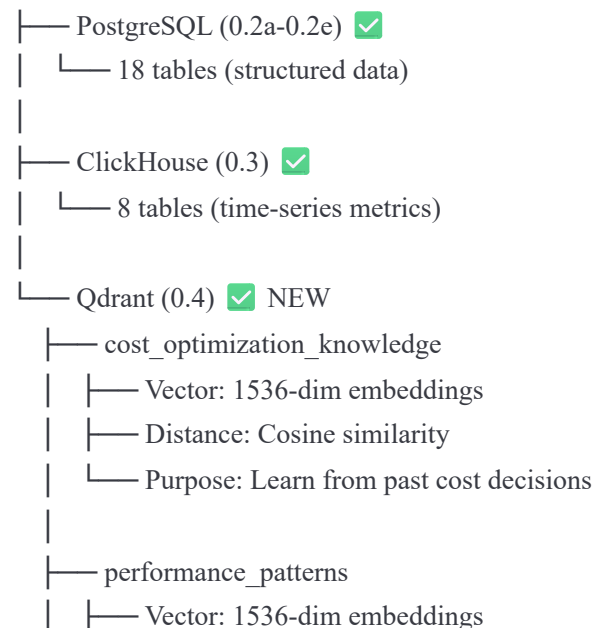 ├── PostgreSQL (0.2a-0.2e) ✅
│ └── 18 tables (structured data)
│
├── ClickHouse (0.3) ✅
│ └── 8 tables (time-series metrics)
│
└── Qdrant (0.4) ✅ NEW
├── cost_optimization_knowledge
│ ├── Vector: 1536-dim embeddings
│ ├── Distance: Cosine similarity
│ └── Purpose: Learn from past cost decisions
│
├── performance_patterns
│ ├── Vector: 1536-dim embeddings